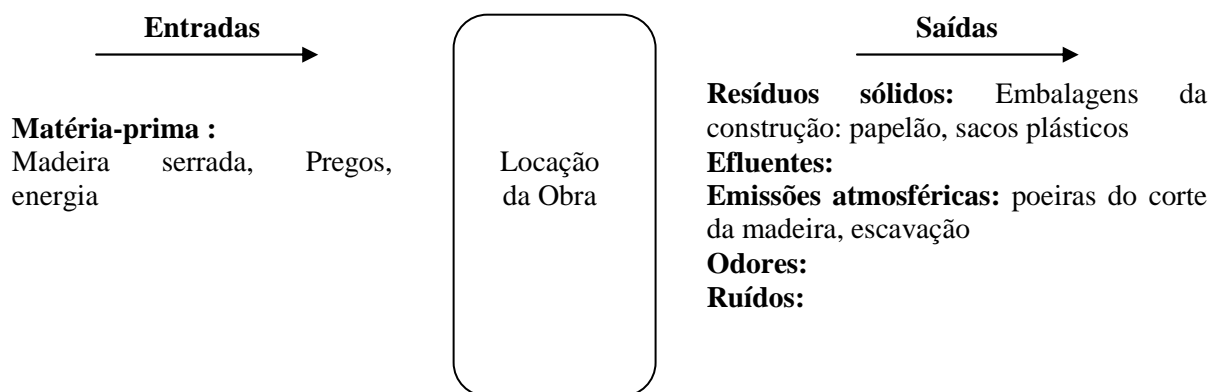 Entradas
Matéria-prima :
Madeira serrada, Pregos,
energia
Locação
da Obra
Saídas
Resíduos sólidos: Embalagens da
construção: papelão, sacos plásticos
Efluentes:
Emissões atmosféricas: poeiras do corte
da madeira, escavação
Odores:
Ruídos: